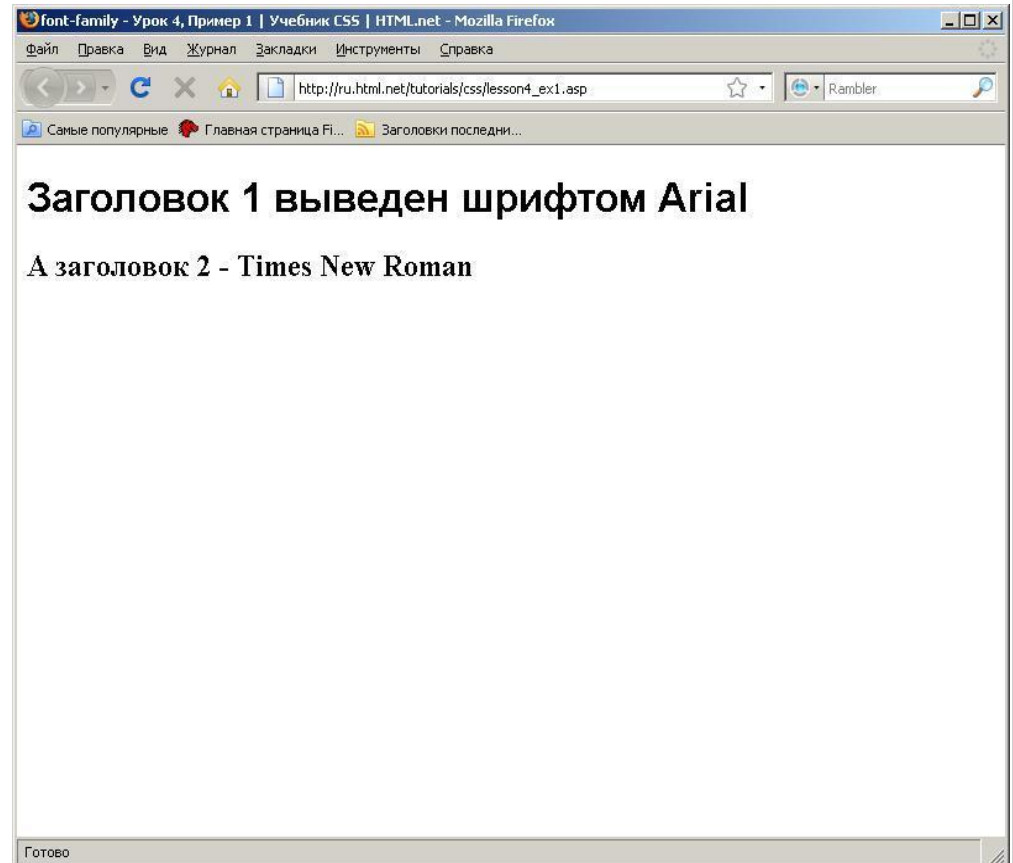 font-family - Урок 4, Пример 1 | Учебник CSS | HTML.net - Mozilla Firefox
Файл Правка Вид Журнал Закладки Инструменты Справка
http://ru.html.net/tutorials/css/lesson4_ex1.asp Rambler
Самые популярные Главная страница Fi... Заголовки последни...
Заголовок 1 выведен шрифтом Arial
А заголовок 2 - Times New Roman
Готово